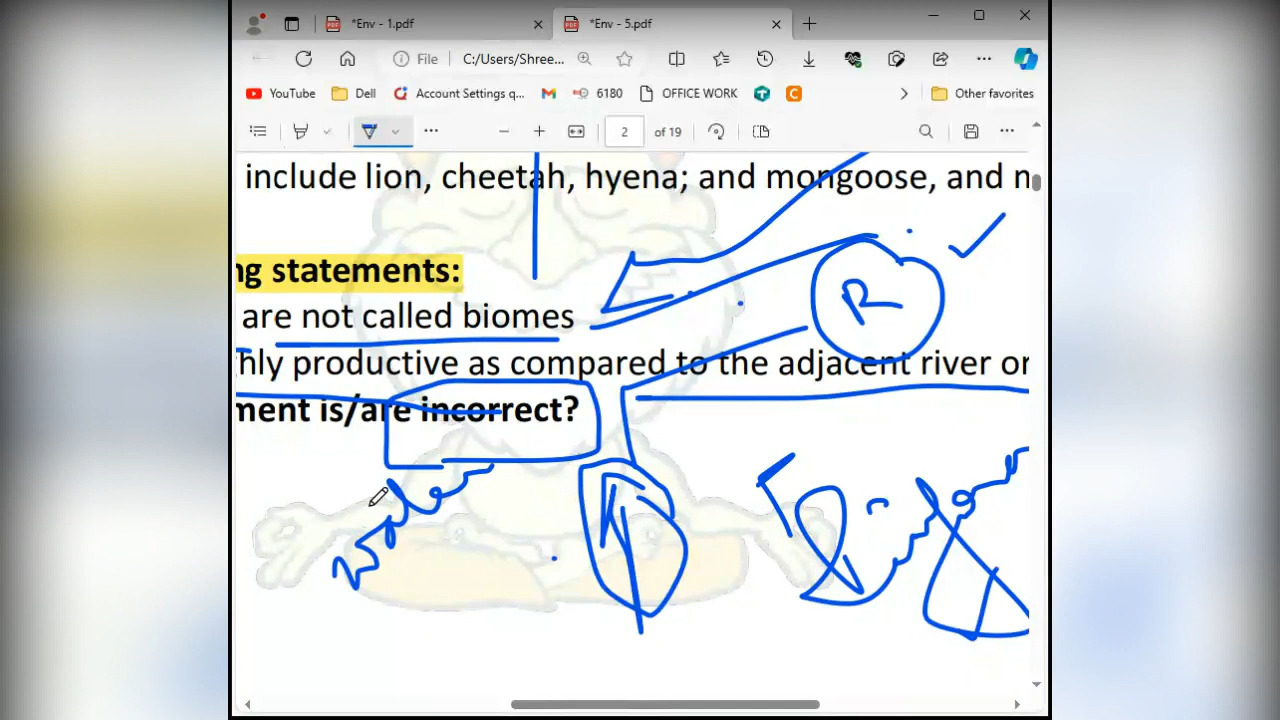 *Env - 1.pdf *Env - 5.pdf
File C:/Users/Shree...
YouTube Dell Account Settings q... 6180 OFFICE WORK Other favorites
2 of 19
include lion, cheetah, hyena; and mongoose, and m
ng statements:
are not called biomes
hly productive as compared to the adjacent river or
ment is/are incorrect?
R
Water